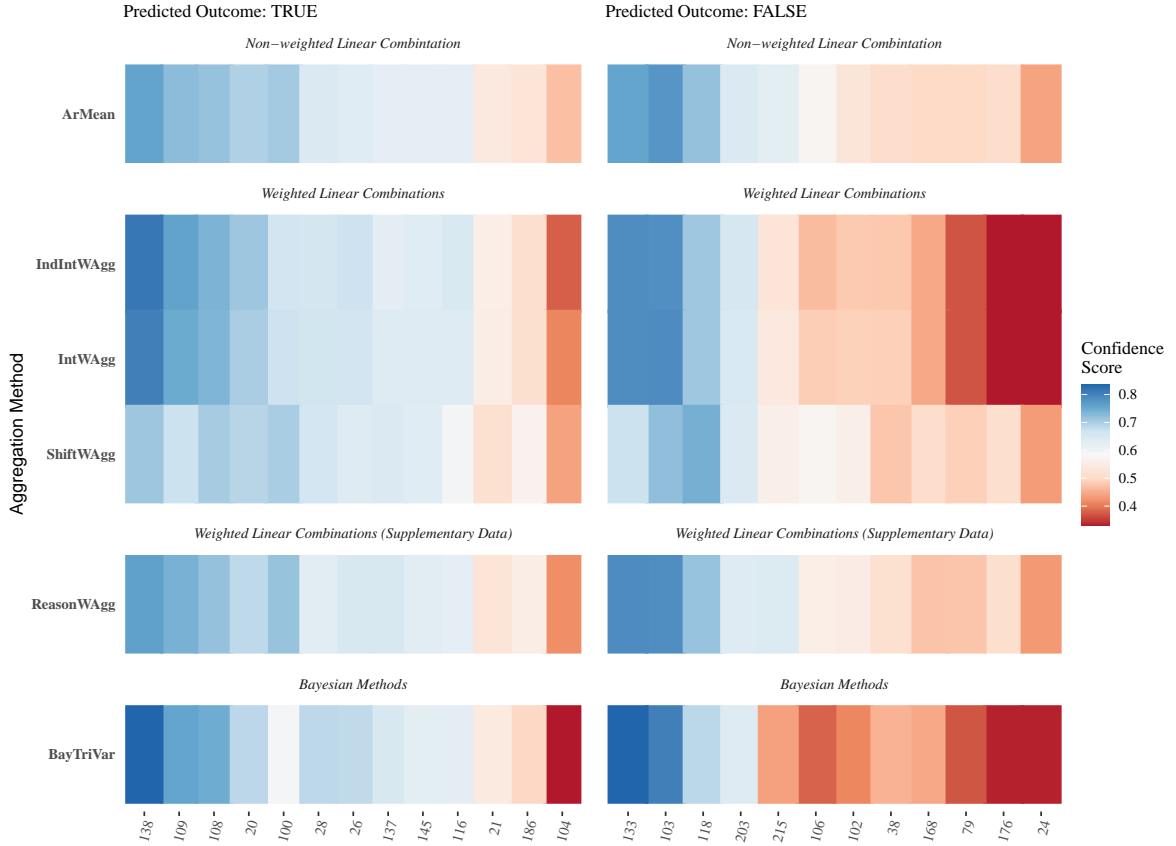 Predicted Outcome: TRUE
Predicted Outcome: FALSE
Non−weighted Linear Combintation
Non−weighted Linear Combination
ArMean
Weighted Linear Combinations
Weighted Linear Combinations
IndIntWAgg
IntWAgg
ShiftWAgg
Aggregation Method
Confidence
Score
0.8
0.7
0.6
0.5
0.4
Weighted Linear Combinations (Supplementary Data)
Weighted Linear Combinations (Supplementary Data)
ReasonWAgg
Bayesian Methods
Bayesian Methods
BayTriVar
138 109 108 20 100 28 26 137 145 116 21 186 104
133 103 118 203 215 106 102 38 168 79 176 24